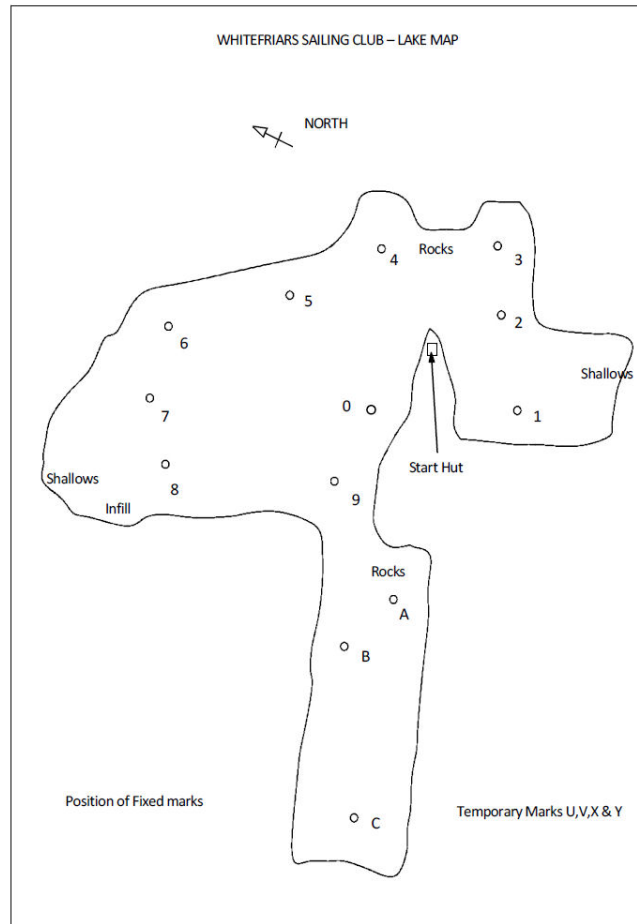 WHITEFRIARS SAILING CLUB – LAKE MAP
NORTH
4
Rocks
3
5
2
6
Shallows
7
0
1
Start Hut
Shallows
8
9
Infill
Rocks
A
B
Position of Fixed marks
C
Temporary Marks U,V,X & Y